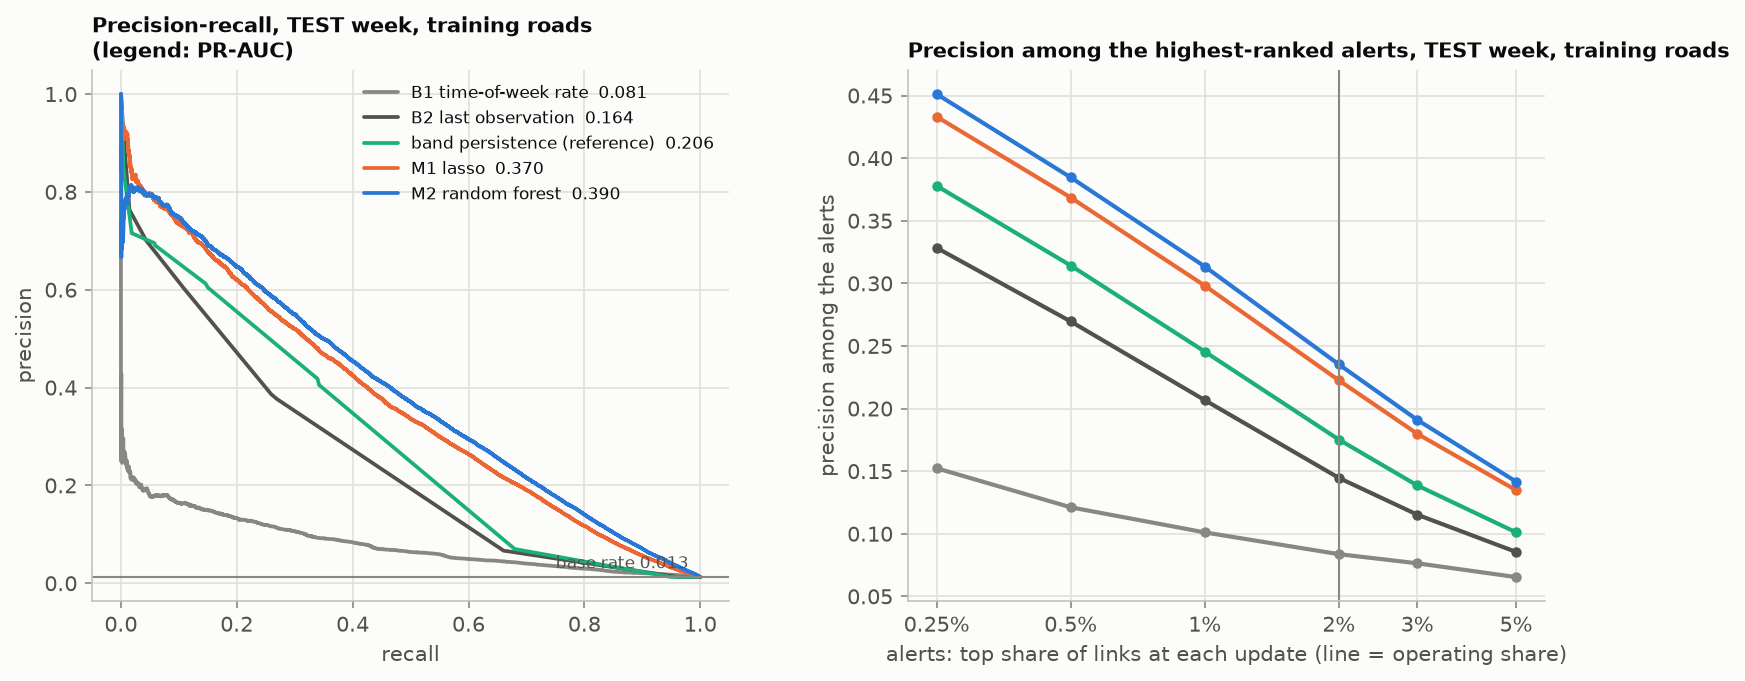 Precision-recall, TEST week, training roads
(legend: PR-AUC)
B1 time-of-week rate 0.081
B2 last observation 0.164
band persistence (reference) 0.206
M1 lasso 0.370
M2 random forest 0.390
precision
1.0
0.8
0.6
0.4
0.2
0.0
base rate 0.013
0.0 0.2 0.4 0.6 0.8 1.0
recall
Precision among the highest-ranked alerts, TEST week, training roads
precision among the alerts
0.45
0.40
0.35
0.30
0.25
0.20
0.15
0.10
0.05
0.25% 0.5% 1% 2% 3% 5%
alerts: top share of links at each update (line = operating share)